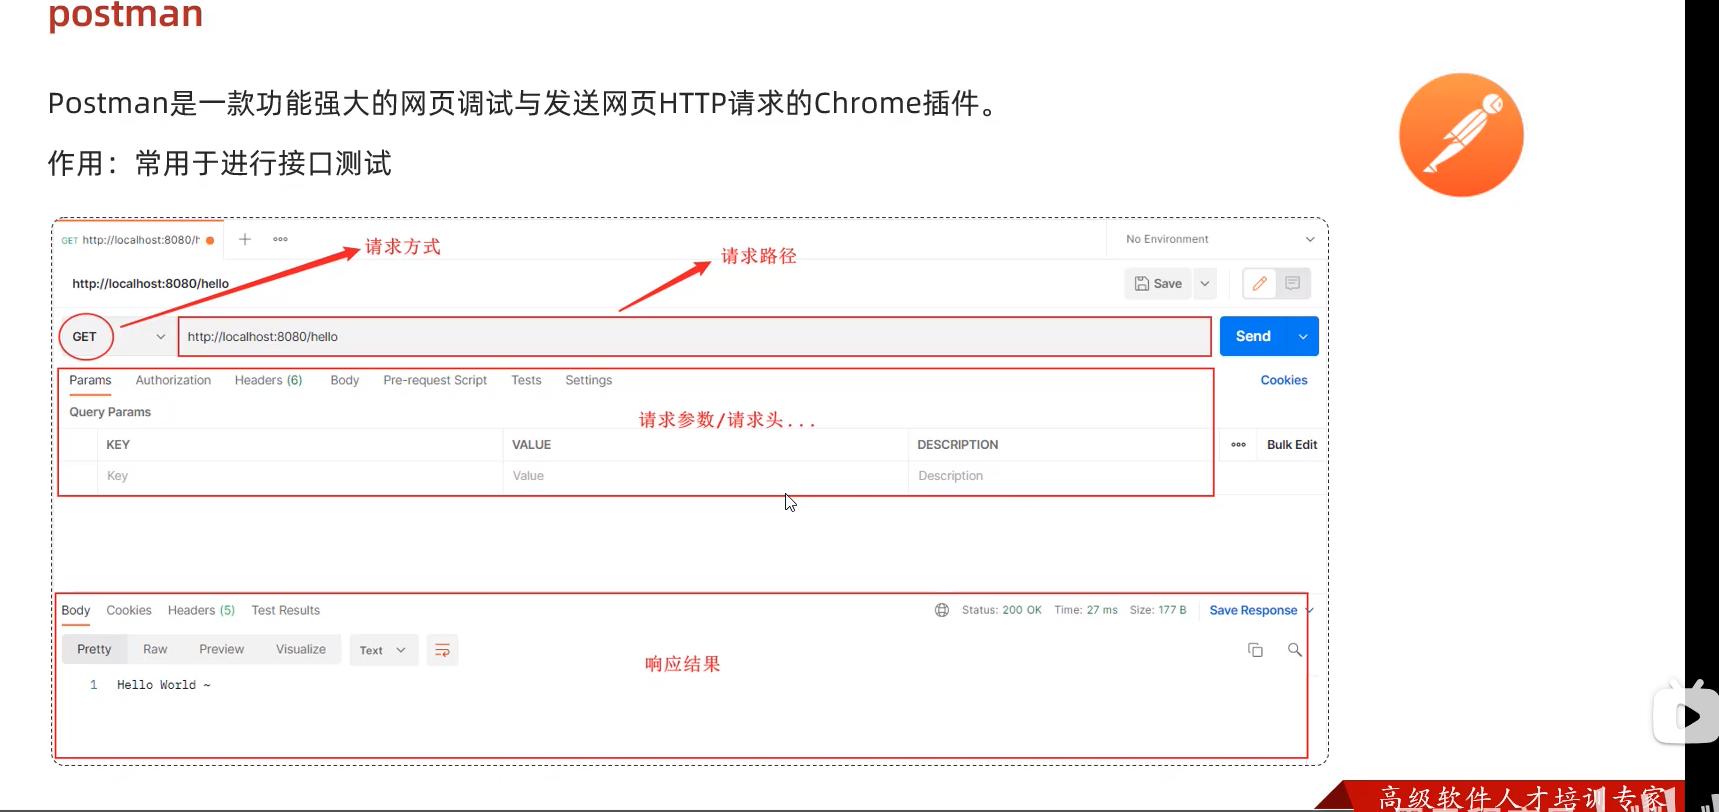 postman
Postman是一款功能强大的网页调试与发送网页HTTP请求的Chrome插件。
作用：常用于进行接口测试
GET http://localhost:8080/h
No Environment
请求方式
请求路径
http://localhost:8080/hello
Save
GET
http://localhost:8080/hello
Send
Params Authorization Headers (6) Body Pre-request Script Tests Settings Cookies
Query Params
请求参数/请求头...
KEY VALUE DESCRIPTION Bulk Edit
Key Value Description
Body Cookies Headers (5) Test Results Status: 200 OK Time: 27 ms Size: 177 B Save Response
Pretty Raw Preview Visualize Text
响应结果
1 Hello World ~
高级软件人才培训专家